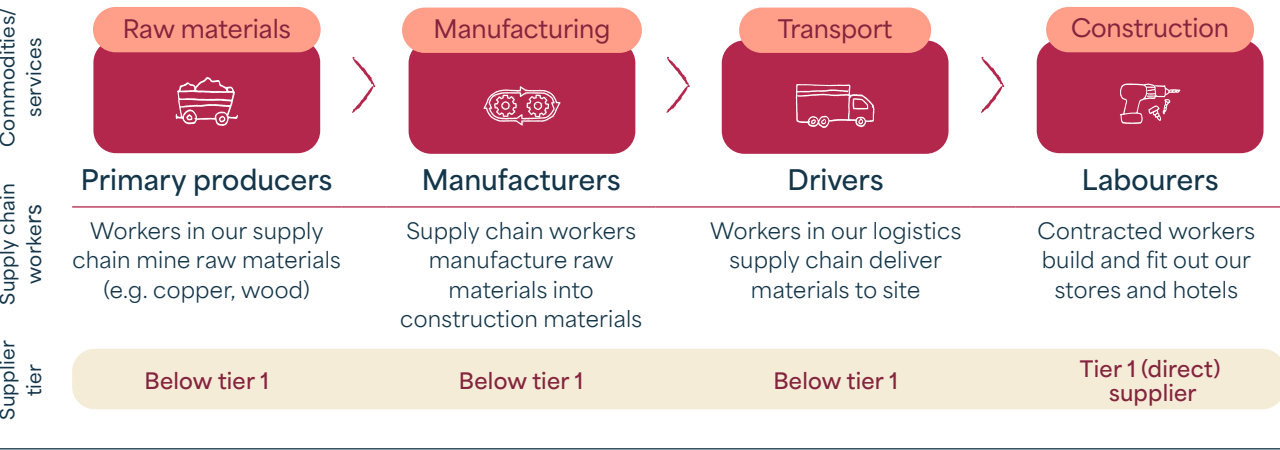 Commodities/
services
Raw materials
Manufacturing
Transport
Construction
Supply chain
workers
Primary producers
Workers in our supply
chain mine raw materials
(e.g. copper, wood)
Manufacturers
Supply chain workers
manufacture raw
materials into
construction materials
Drivers
Workers in our logistics
supply chain deliver
materials to site
Labourers
Contracted workers
build and fit out our
stores and hotels
Supplier
tier
Below tier 1
Below tier 1
Below tier 1
Tier 1 (direct)
supplier